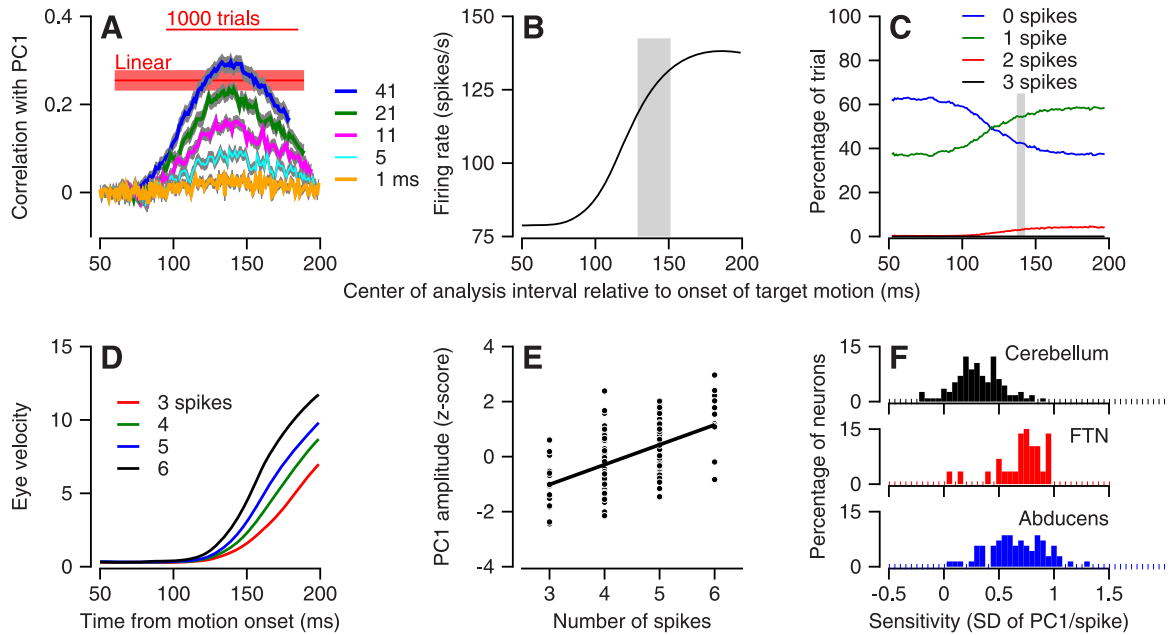 A
1000 trials
Linear
41
21
11
5
1 ms
0.4
0.2
0
Correlation with PC1
50
100
150
200
B
Firing rate (spikes/s)
150
125
100
75
50
100
150
200
C
0 spikes
1 spike
2 spikes
3 spikes
Percentage of trial
100
80
60
40
20
0
50
100
150
200
Center of analysis interval relative to onset of target motion (ms)
D
3 spikes
4
5
6
Eye velocity
15
10
5
0
50
100
150
200
Time from motion onset (ms)
E
PC1 amplitude (z-score)
4
2
0
-2
-4
3
4
5
6
Number of spikes
F
Cerebellum
FTN
Abducens
Percentage of neurons
15
0
15
0
15
0
-0.5
0
0.5
1
1.5
Sensitivity (SD of PC1/spike)